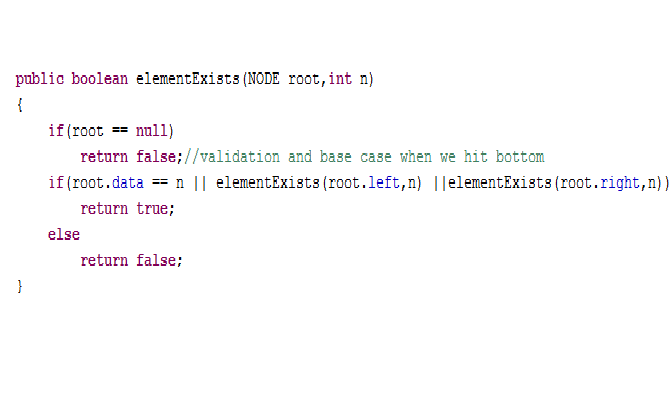 public boolean elementExists(NODE root,int n)
{
if(root == null)
return false;//validation and base case when we hit bottom
if(root.data == n || elementExists(root.left,n) ||elementExists(root.right,n))
return true;
else
return false;
}